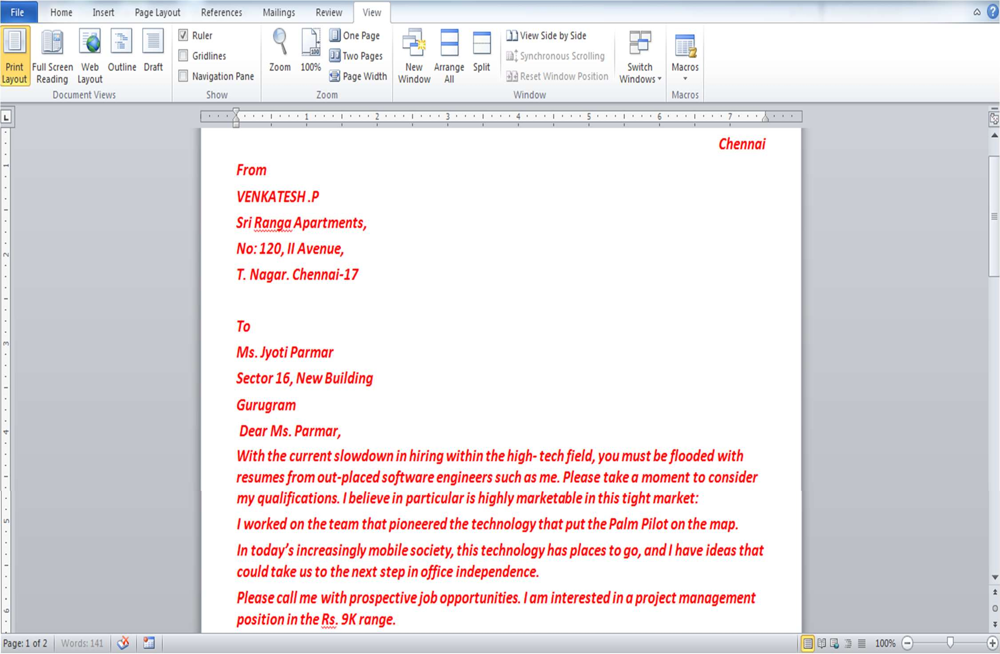 File Home Insert Page Layout References Mailings Review View
Print Layout
Full Screen Reading
Web Layout
Outline
Draft
Document Views
Ruler
Gridlines
Navigation Pane
Show
Zoom
100
100%
One Page
Two Pages
Page Width
Zoom
New Window
Arrange All
Split
View Side by Side
Synchronous Scrolling
Reset Window Position
Switch Windows
Window
Macros
Macros
L
1 2 3 4 5 6 7
1
2
3
4
5
6
Chennai
From
VENKATESH .P
Sri Ranga Apartments,
No: 120, II Avenue,
T. Nagar. Chennai-17
To
Ms. Jyoti Parmar
Sector 16, New Building
Gurugram
Dear Ms. Parmar,
With the current slowdown in hiring within the high- tech field, you must be flooded with
resumes from out-placed software engineers such as me. Please take a moment to consider
my qualifications. I believe in particular is highly marketable in this tight market:
I worked on the team that pioneered the technology that put the Palm Pilot on the map.
In today’s increasingly mobile society, this technology has places to go, and I have ideas that
could take us to the next step in office independence.
Please call me with prospective job opportunities. I am interested in a project management
position in the Rs. 9K range.
Page: 1 of 2 Words: 141 100%